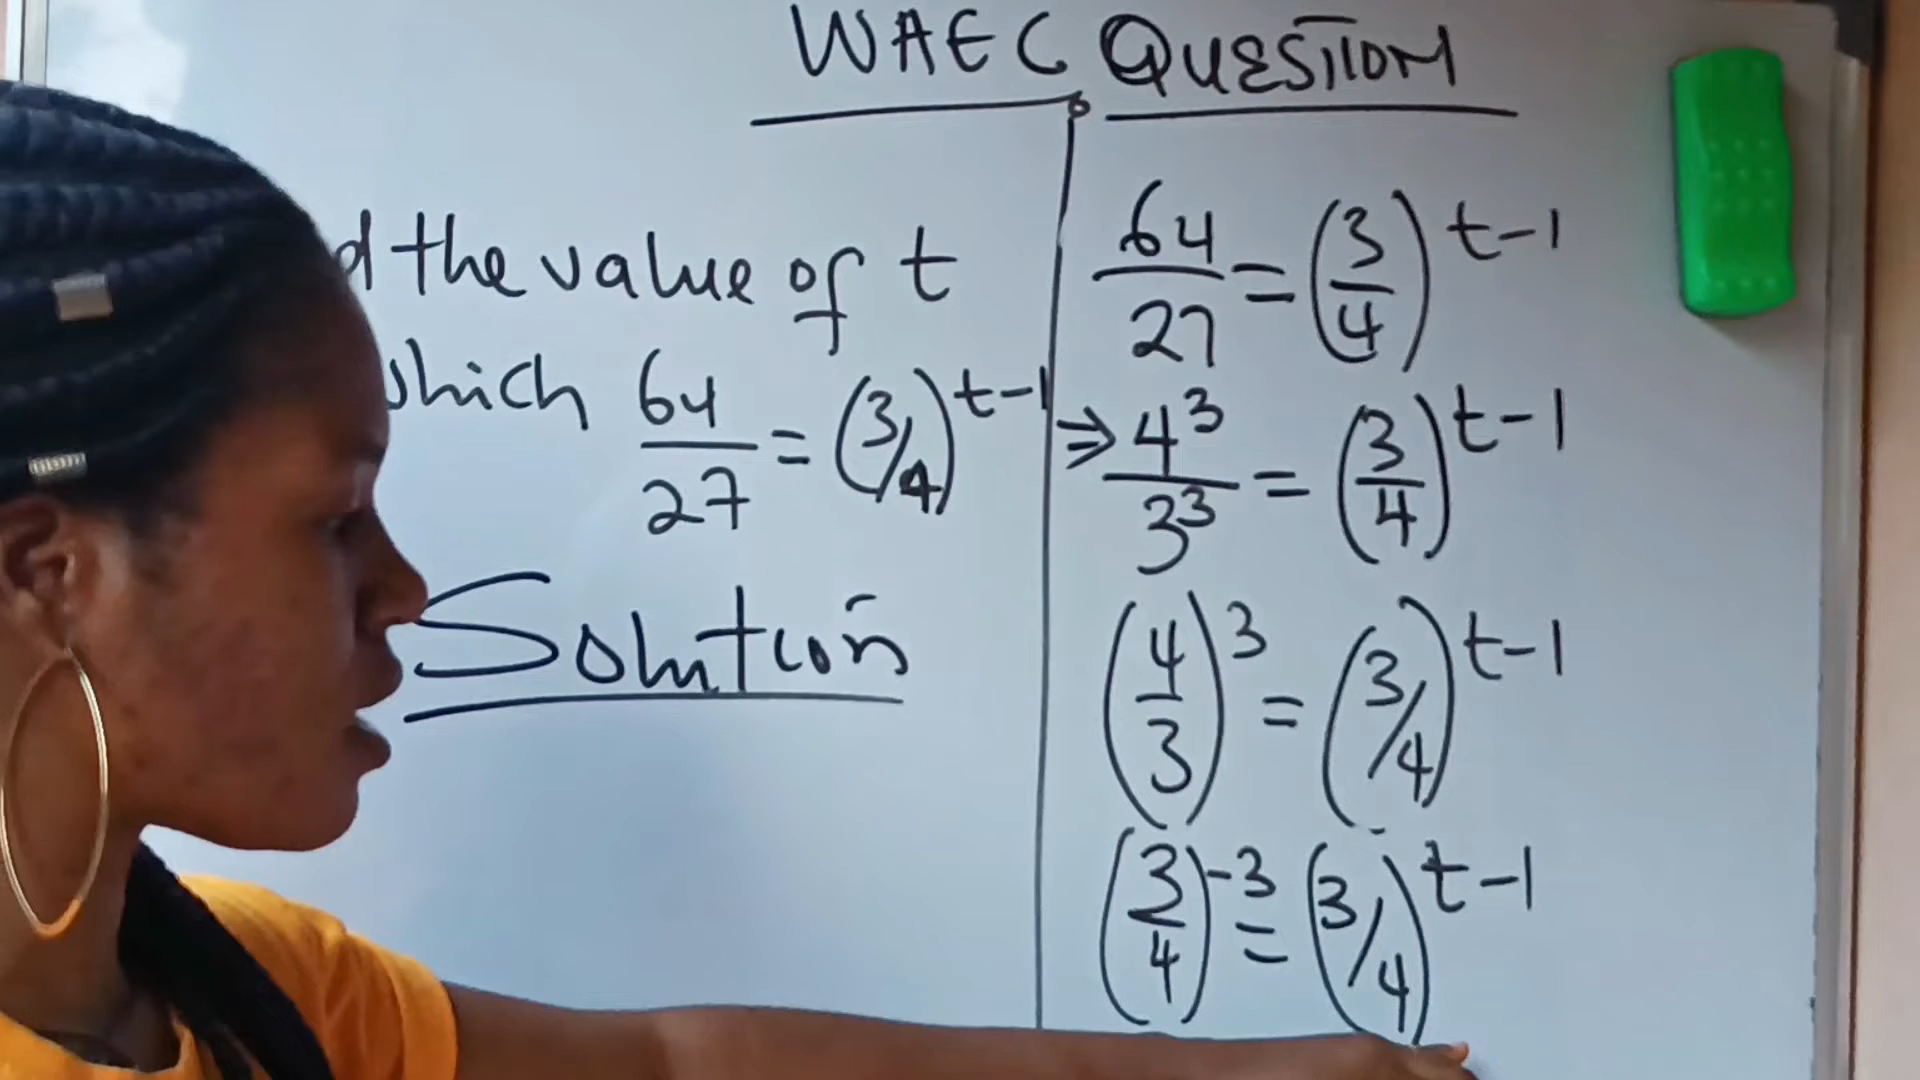 WAEC QUESTION
d the value of t
which 64/27 = (3/4)^t-1
Solution
64/27 = (3/4)^t-1
⇒ 4^3/3^3 = (3/4)^t-1
(4/3)^3 = (3/4)^t-1
(3/4)^-3 = (3/4)^t-1